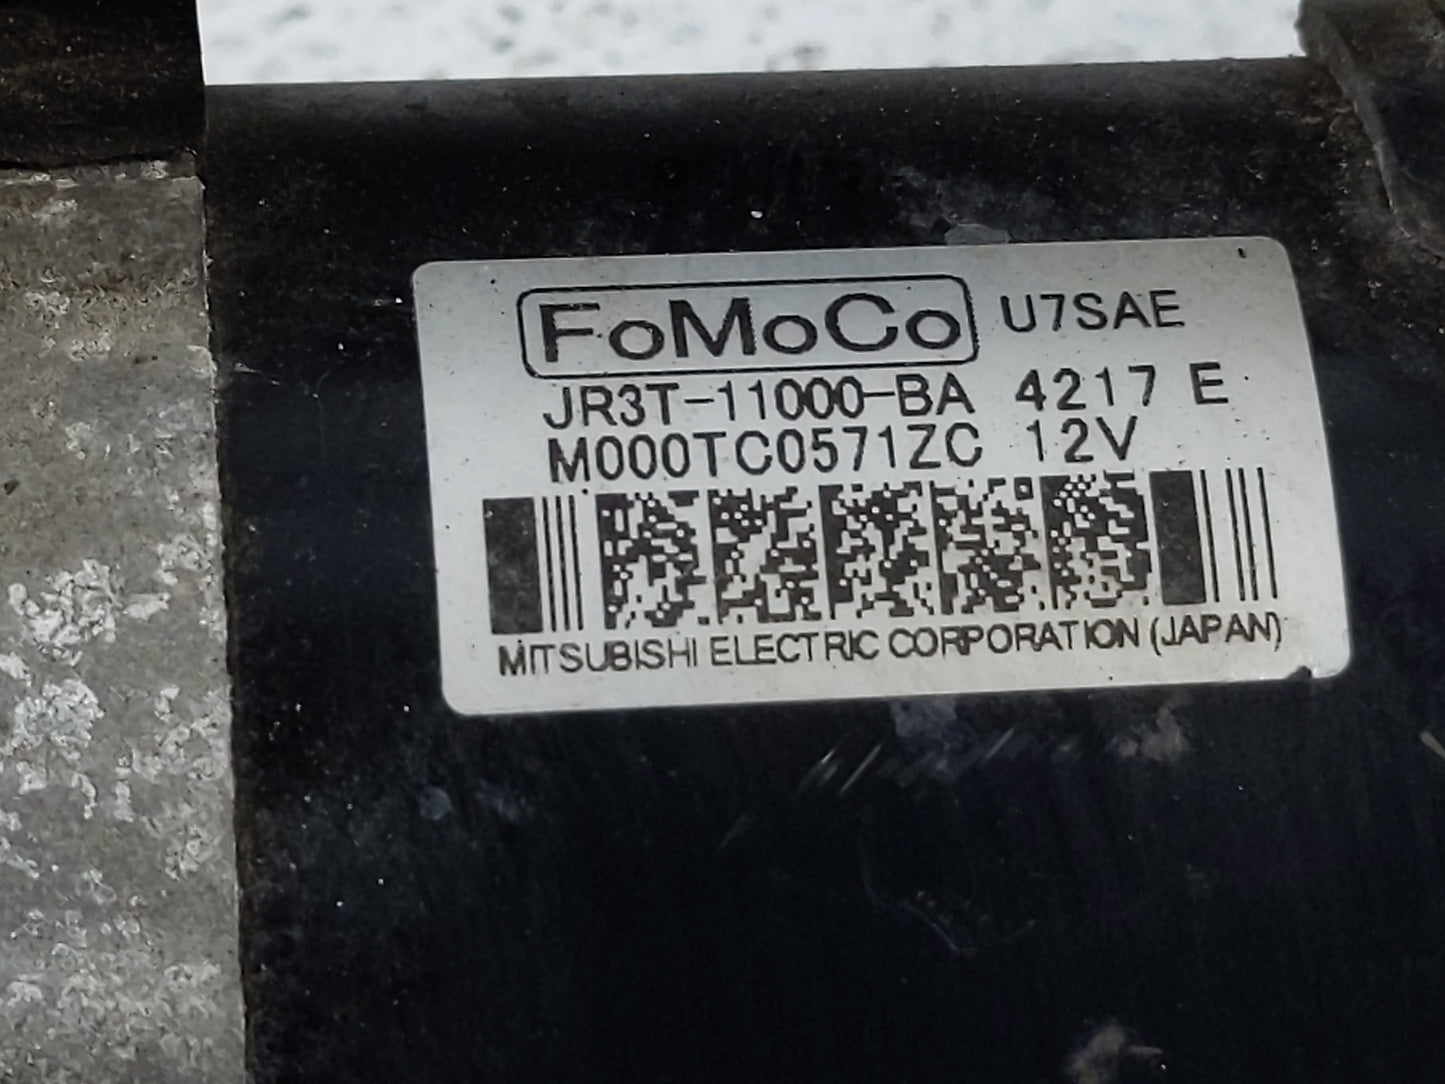 FoMoCo U7SAE
JR3T-11000-BA 4217 E
M000TC0571ZC 12V
MITSUBISHI ELECTRIC CORPORATION (JAPAN)